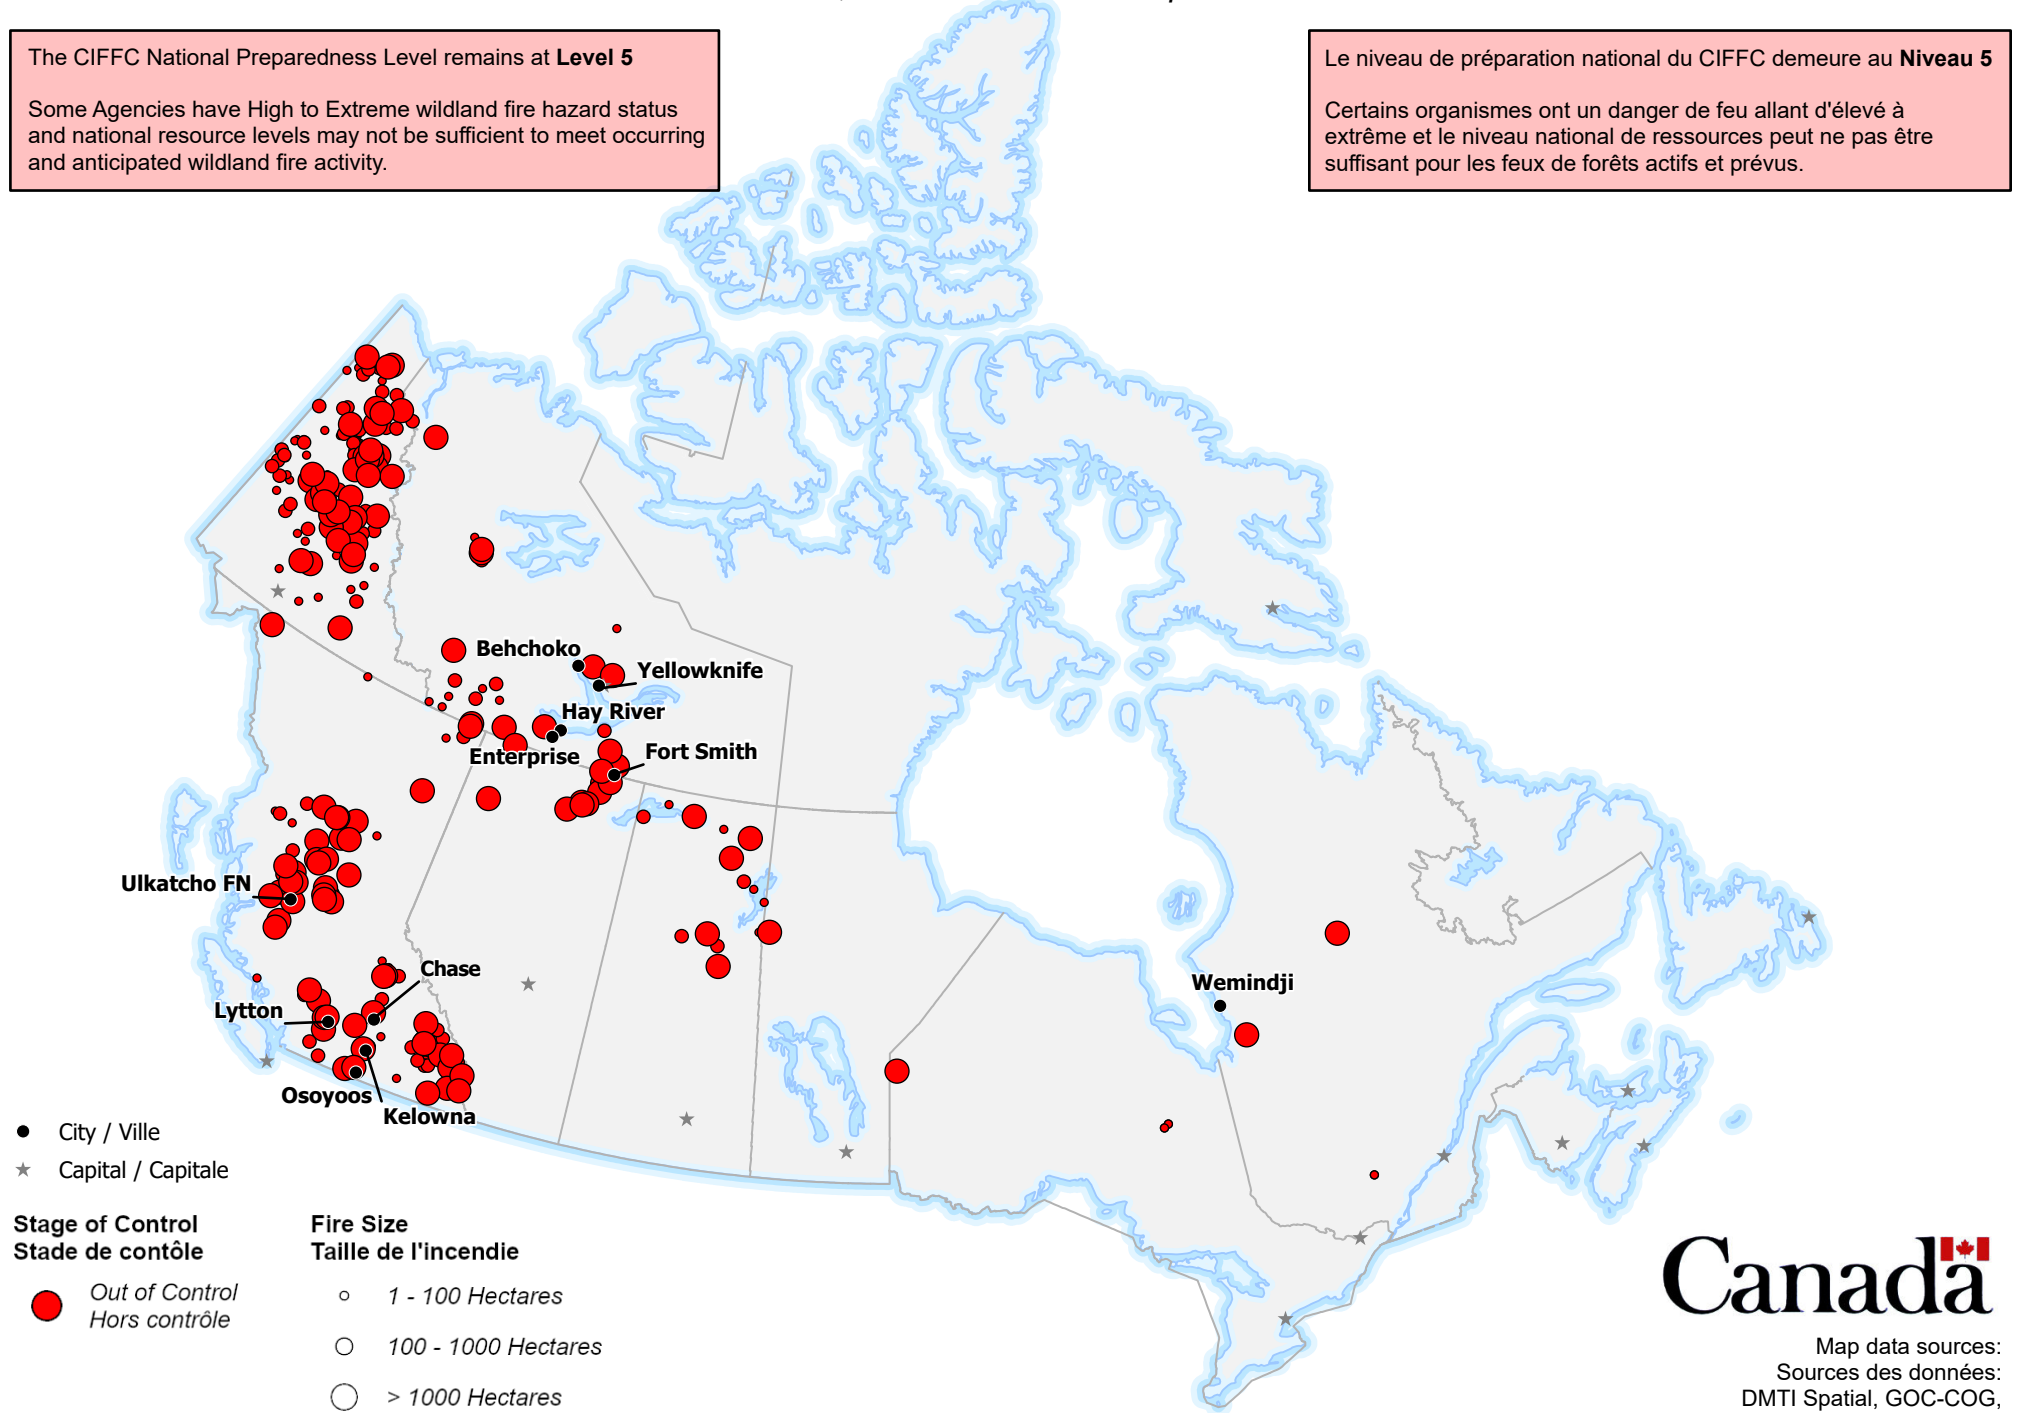 The CIFFC National Preparedness Level remains at Level 5
Some Agencies have High to Extreme wildland fire hazard status
and national resource levels may not be sufficient to meet occurring
and anticipated wildland fire activity.
Le niveau de préparation national du CIFFC demeure au Niveau 5
Certains organismes ont un danger de feu allant d'élevé à
extrême et le niveau national de ressources peut ne pas être
suffisant pour les feux de forêts actifs et prévus.
Behchoko
Yellowknife
Hay River
Enterprise
Fort Smith
Ulkatcho FN
Chase
Lytton
Wemindji
Osoyoos
Kelowna
City / Ville
Capital / Capitale
Stage of Control
Stade de contôle
Out of Control
Hors contrôle
Fire Size
Taille de l'incendie
1 - 100 Hectares
100 - 1000 Hectares
> 1000 Hectares
Canada
Map data sources:
Sources des données:
DMTI Spatial, GOC-COG,